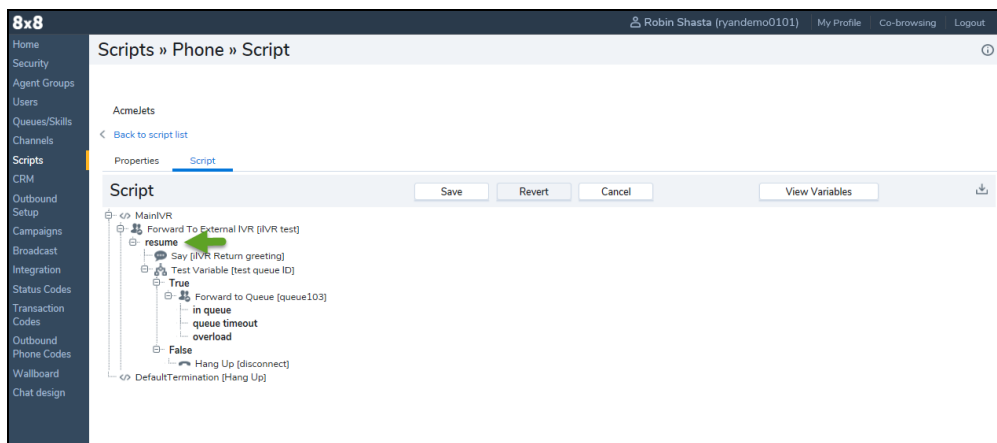 8x8
Robin Shasta (ryandemo0101)
My Profile
Co-browsing
Logout
Home
Security
Agent Groups
Users
Queues/Skills
Channels
Scripts
CRM
Outbound
Setup
Campaigns
Broadcast
Integration
Status Codes
Transaction
Codes
Outbound
Phone Codes
Wallboard
Chat design
Scripts » Phone » Script
AcmeJets
Back to script list
Properties
Script
Script
Save
Revert
Cancel
View Variables
MainIVR
Forward To External IVR [iIVR test]
resume
Say [iIVR Return greeting]
Test Variable [test queue ID]
True
Forward to Queue [queue103]
in queue
queue timeout
overload
False
Hang Up [disconnect]
DefaultTermination [Hang Up]